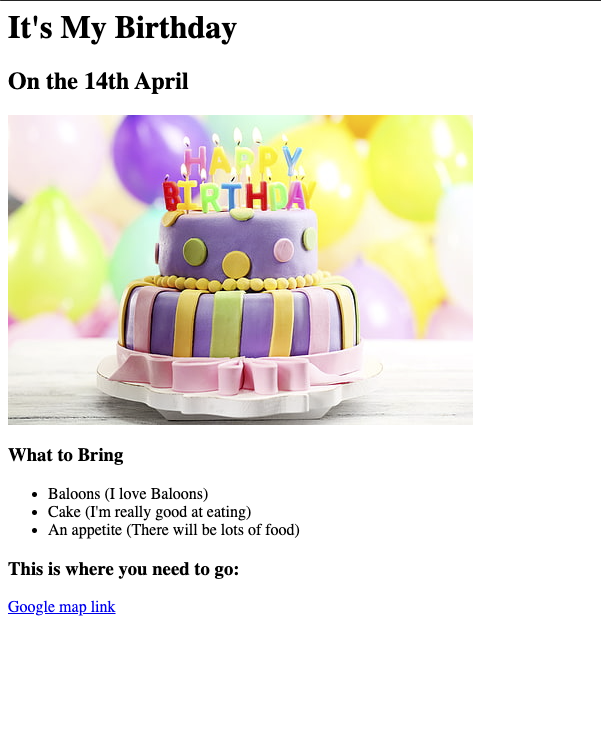 It's My Birthday
On the 14th April
HAPPY
BIRTHDAY
What to Bring
Baloons (I love Baloons)
Cake (I'm really good at eating)
An appetite (There will be lots of food)
This is where you need to go:
Google map link